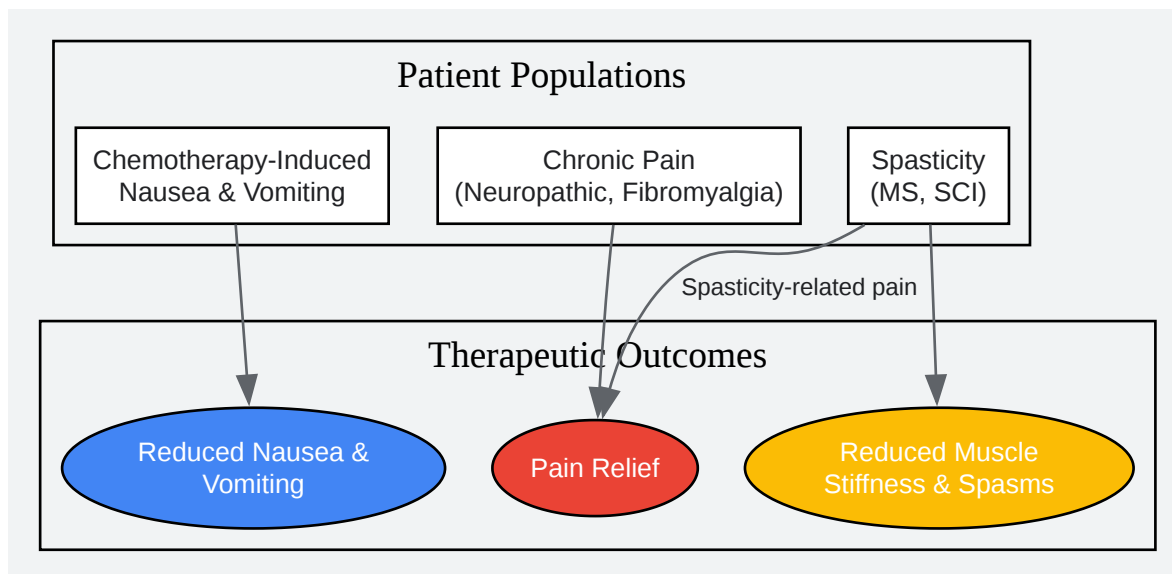 Patient Populations
Chemotherapy-Induced
Nausea & Vomiting
Chronic Pain
(Neuropathic, Fibromyalgia)
Spasticity
(MS, SCI)
Spasticity-related pain
Therapeutic Outcomes
Reduced Nausea &
Vomiting
Pain Relief
Reduced Muscle
Stiffness & Spasms